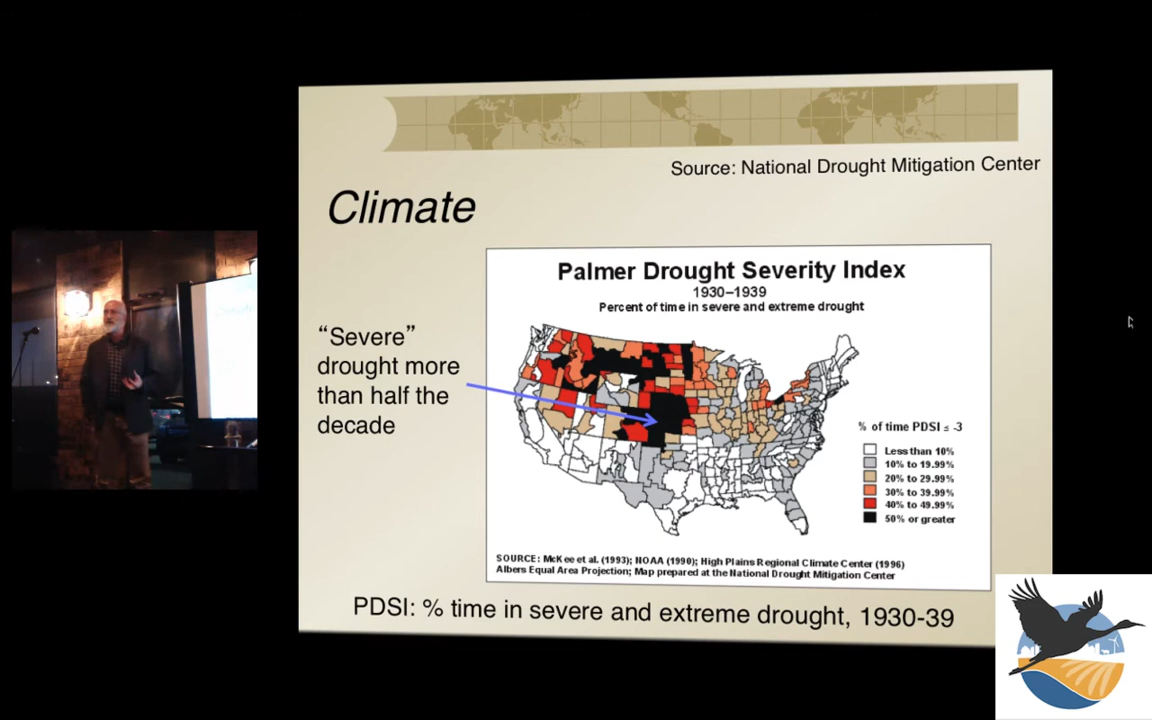 Source: National Drought Mitigation Center
Climate
Palmer Drought Severity Index
1930–1939
Percent of time in severe and extreme drought
“Severe”
drought more
than half the
decade
% of time PDSI ≤ -3
Less than 10%
10% to 19.99%
20% to 29.99%
30% to 39.99%
40% to 49.99%
50% or greater
SOURCE: McKee et al. (1993); NOAA (1990); High Plains Regional Climate Center (1996)
Albers Equal Area Projection; Map prepared at the National Drought Mitigation Center
PDSI: % time in severe and extreme drought, 1930-39